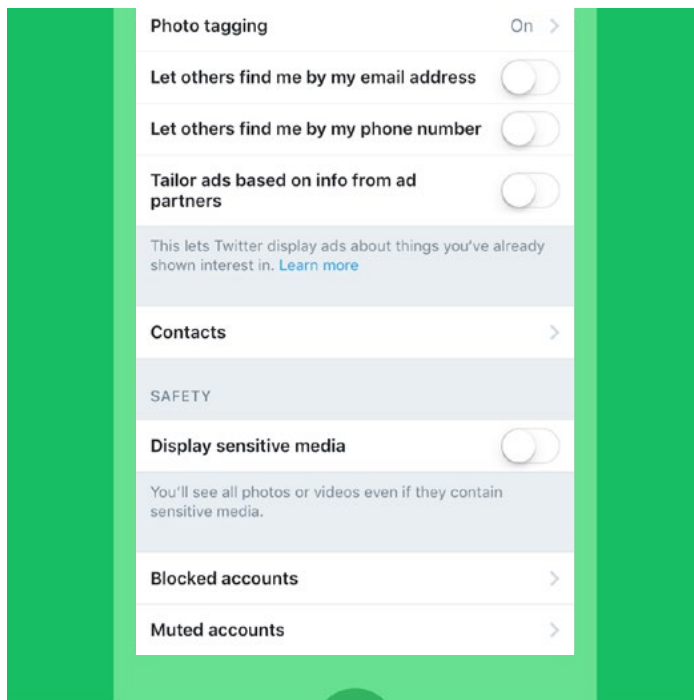 Photo tagging On
Let others find me by my email address
Let others find me by my phone number
Tailor ads based on info from ad
partners
This lets Twitter display ads about things you've already
shown interest in. Learn more
Contacts
SAFETY
Display sensitive media
You'll see all photos or videos even if they contain
sensitive media.
Blocked accounts
Muted accounts